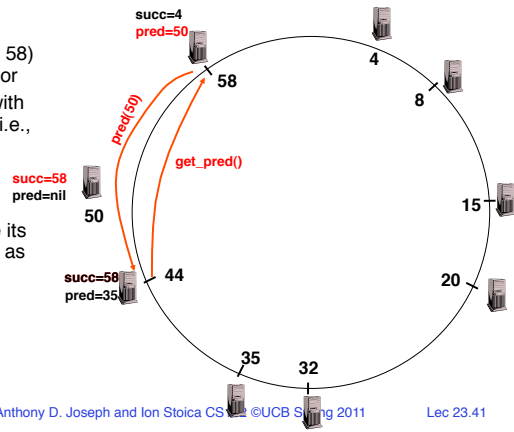 58)
or
with
i.e.,
its
as
succ=4
pred=50
58
4
8
15
20
32
35
44
succ=58
pred=35
50
succ=58
pred=nil
pred(50)
get_pred()
Anthony D. Joseph and Ion Stoica CS ©UCB Spring 2011 Lec 23.41